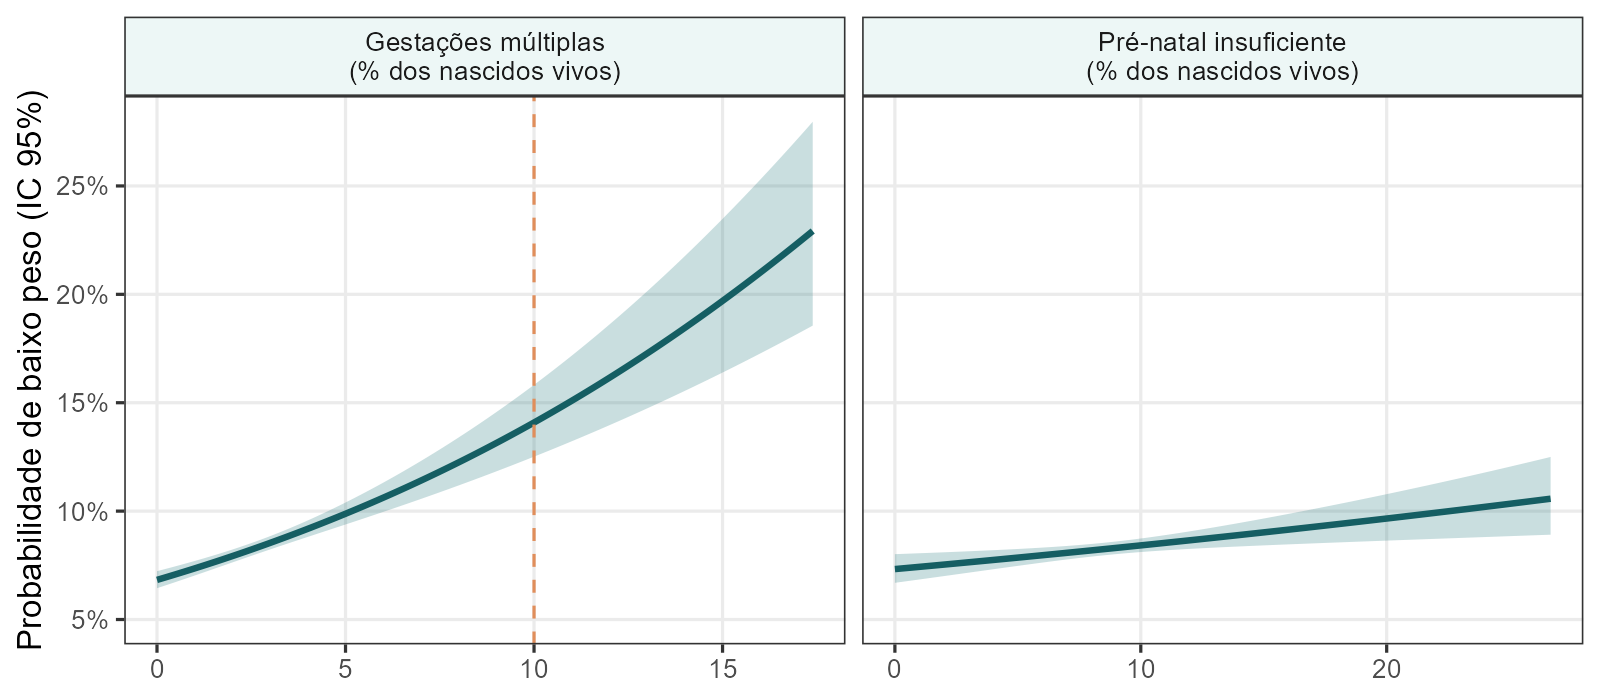 Gestações múltiplas
(% dos nascidos vivos)
Pré-natal insuficiente
(% dos nascidos vivos)
Probabilidade de baixo peso (IC 95%)
25%
20%
15%
10%
5%
0 5 10 15
0 10 20